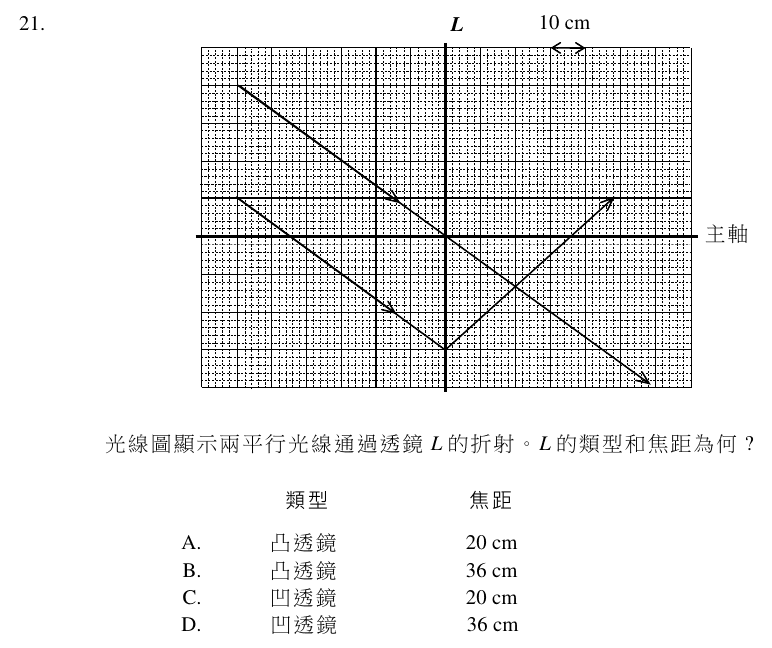 21.
L
10 cm
主軸
光線圖顯示兩平行光線通過透鏡 L 的折射。L 的類型和焦距為何？
類型 焦距
A. 凸透鏡 20 cm
B. 凸透鏡 36 cm
C. 凹透鏡 20 cm
D. 凹透鏡 36 cm